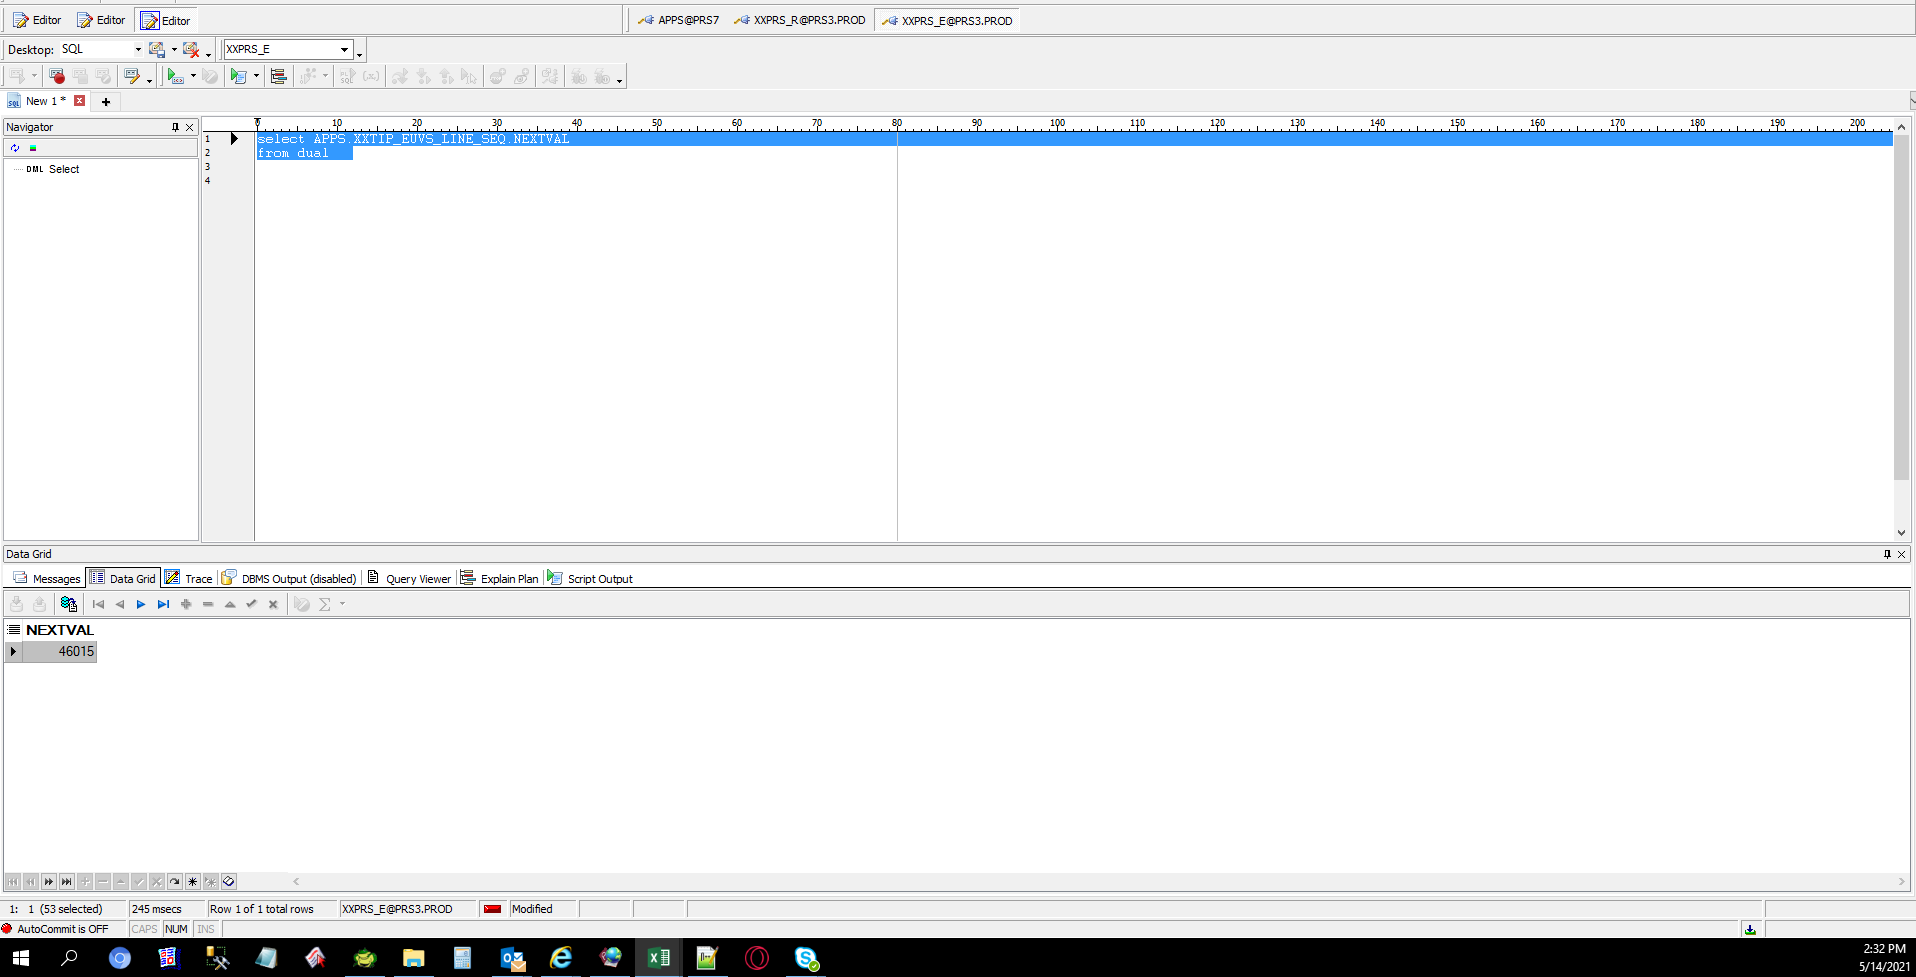 Editor Editor Editor APPS@PRS7 XXPRS_R@PRS3.PROD XXPRS_E@PRS3.PROD
Desktop: SQL XXPRS_E
New 1 *
Navigator
0 10 20 30 40 50 60 70 80 90 100 110 120 130 140 150 160 170 180 190 200
1 select APPS.XXTIP_EUVS_LINE_SEQ.NEXTVAL
2 from dual
3
4
DML Select
Data Grid
Messages Data Grid Trace DBMS Output (disabled) Query Viewer Explain Plan Script Output
NEXTVAL
46015
1: 1 (53 selected) 245 msecs Row 1 of 1 total rows XXPRS_E@PRS3.PROD Modified
AutoCommit is OFF CAPS NUM INS
2:32 PM
5/14/2021